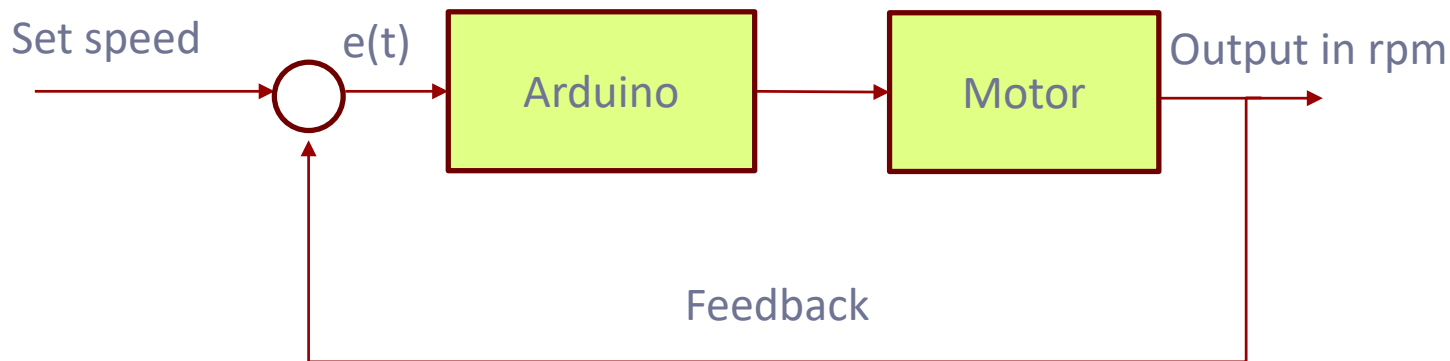 Set speed
e(t)
Arduino
Motor
Output in rpm
Feedback